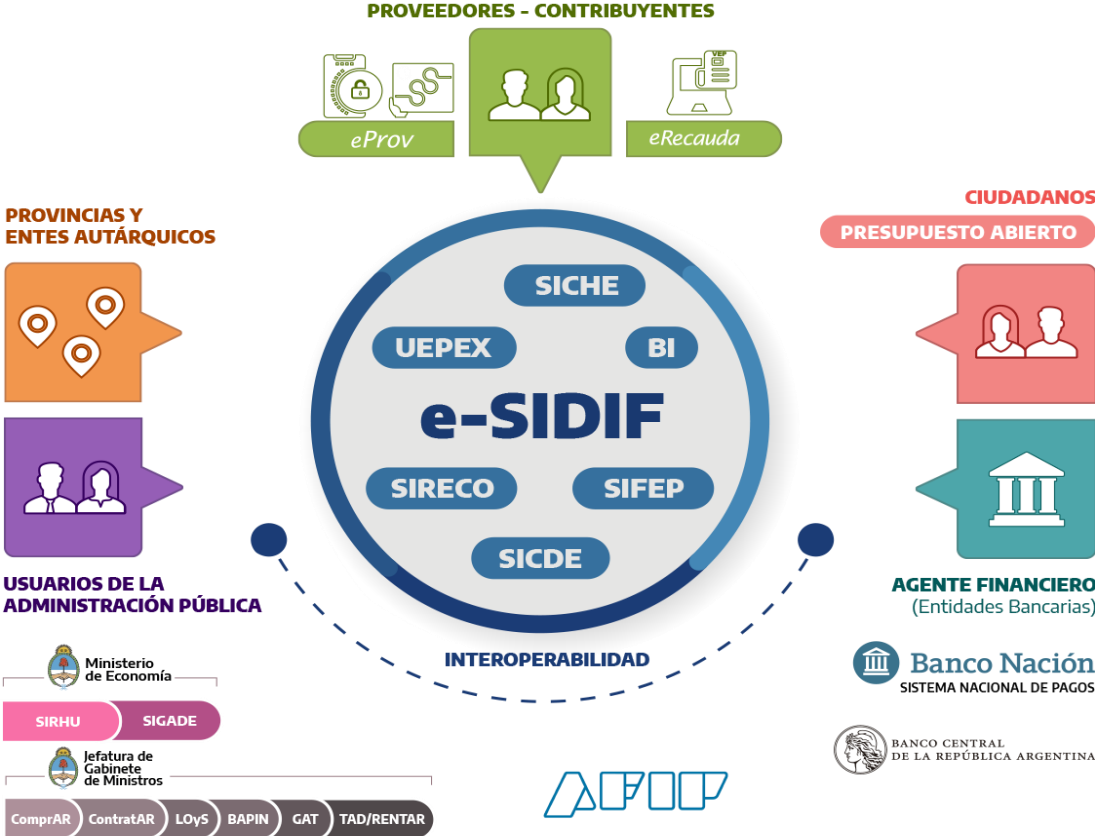 PROVEEDORES - CONTRIBUYENTES
VEP
eProv
eRecauda
PROVINCIAS Y
ENTES AUTÁRQUICOS
CIUDADANOS
PRESUPUESTO ABIERTO
SICHE
UEPEX
BI
e-SIDIF
SIRECO
SIFEP
SICDE
USUARIOS DE LA
ADMINISTRACIÓN PÚBLICA
AGENTE FINANCIERO
(Entidades Bancarias)
INTEROPERABILIDAD
Ministerio
de Economía
SIRHU
SIGADE
Jefatura de
Gabinete
de Ministros
ComprAR
ContratAR
LOyS
BAPIN
GAT
TAD/RENTAR
Banco Nación
SISTEMA NACIONAL DE PAGOS
BANCO CENTRAL
DE LA REPÚBLICA ARGENTINA
AFIP